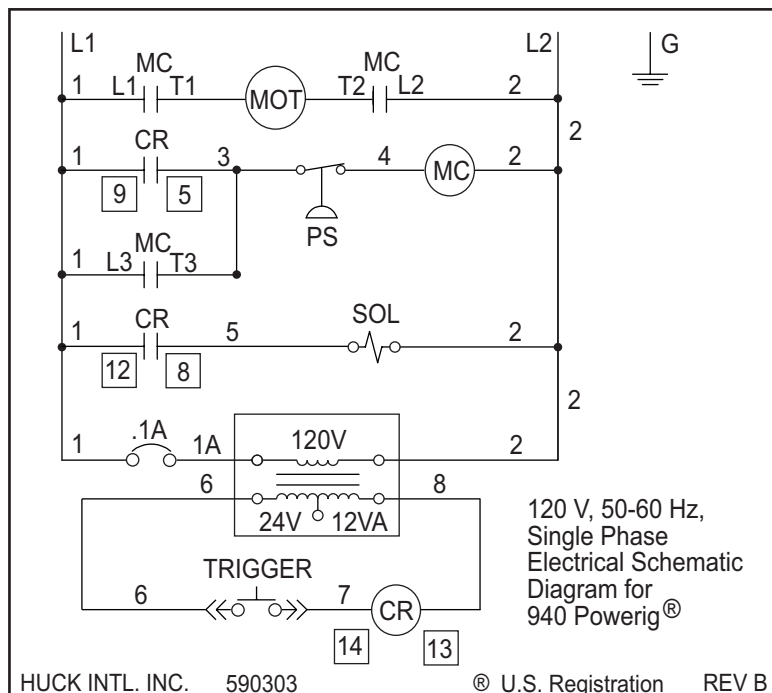 L1 L2 G
MC MC
1 L1 T1 MOT T2 L2 2
2
CR
1 3 4 MC 2
9 5
PS
MC
1 L3 T3
CR SOL
1 5 2
12 8
2
.1A 120V
1 1A 2
6 8
24V 12VA
TRIGGER
6 7 CR
14 13
120 V, 50-60 Hz,
Single Phase
Electrical Schematic
Diagram for
940 Powerig®
HUCK INTL. INC. 590303 ® U.S. Registration REV B